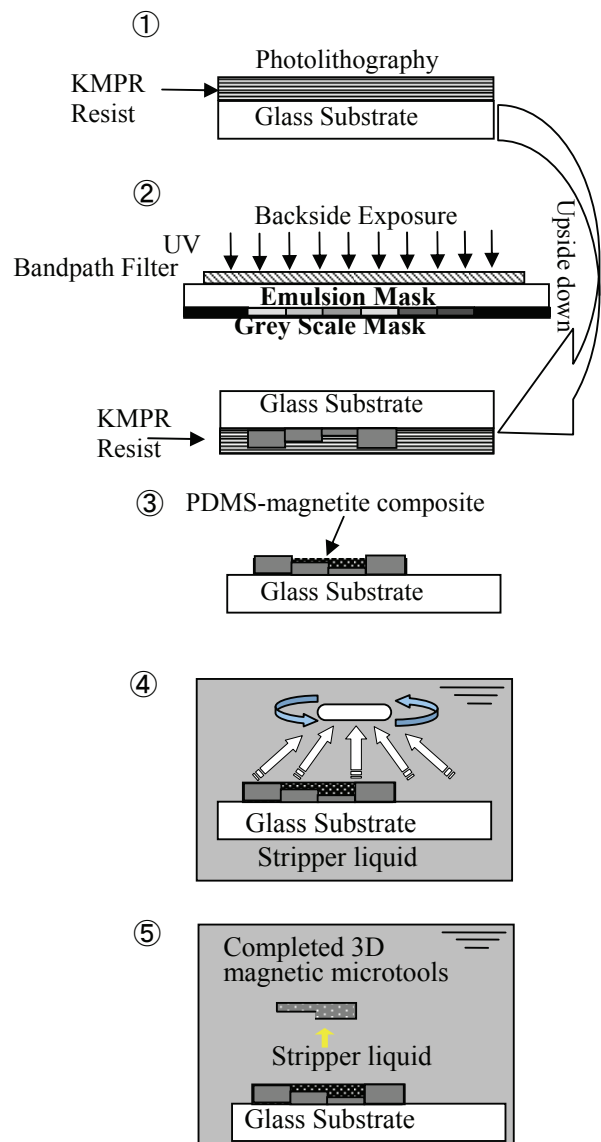 ①
Photolithography
KMPR
Resist
Glass Substrate
Upside down
②
Backside Exposure
UV
Bandpath Filter
Emulsion Mask
Grey Scale Mask
Glass Substrate
KMPR
Resist
③ PDMS-magnetite composite
Glass Substrate
④
Glass Substrate
Stripper liquid
⑤
Completed 3D
magnetic microtools
Stripper liquid
Glass Substrate